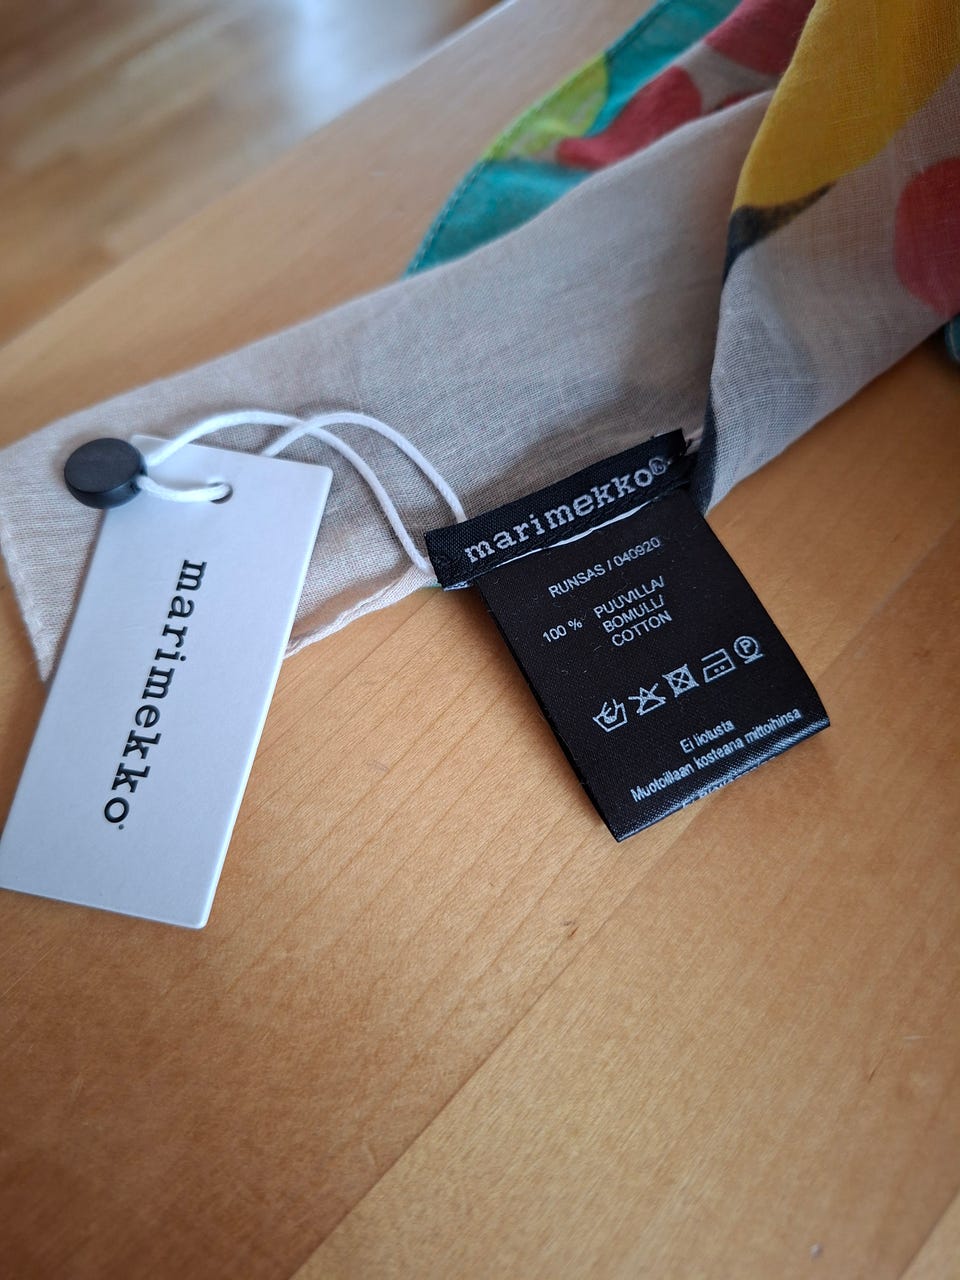 marimekko®
marimekko®
RUNSAS / 040920
100 % PUUVILLA/
BOMULL/
COTTON
P
Ei liotusta
Muotoillaan kosteana mittoihinsa